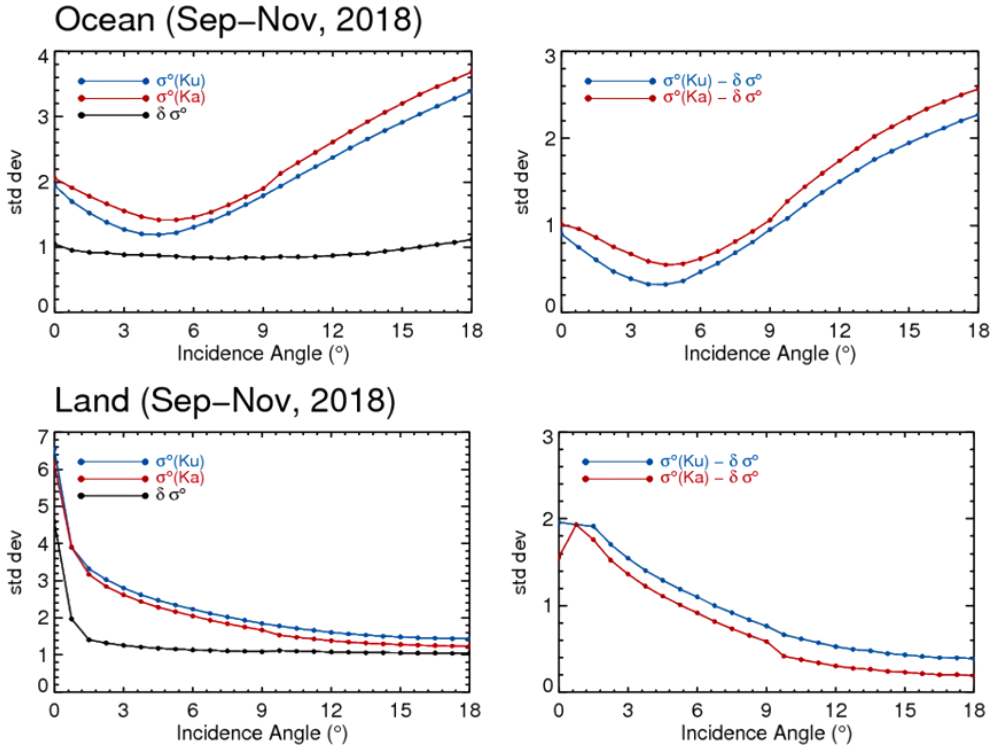 Ocean (Sep−Nov, 2018)
4
3
2
1
0
std dev
σ°(Ku)
σ°(Ka)
δ σ°
0 3 6 9 12 15 18
Incidence Angle (°)
3
2
1
0
std dev
σ°(Ku) − δ σ°
σ°(Ka) − δ σ°
0 3 6 9 12 15 18
Incidence Angle (°)
Land (Sep−Nov, 2018)
7
6
5
4
3
2
1
0
std dev
σ°(Ku)
σ°(Ka)
δ σ°
0 3 6 9 12 15 18
Incidence Angle (°)
3
2
1
0
std dev
σ°(Ku) − δ σ°
σ°(Ka) − δ σ°
0 3 6 9 12 15 18
Incidence Angle (°)